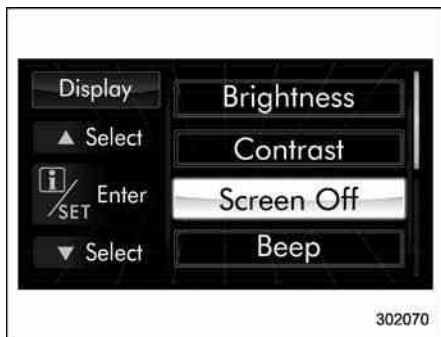 Display
▲ Select
i/SET Enter
▼ Select
Brightness
Contrast
Screen Off
Beep
302070